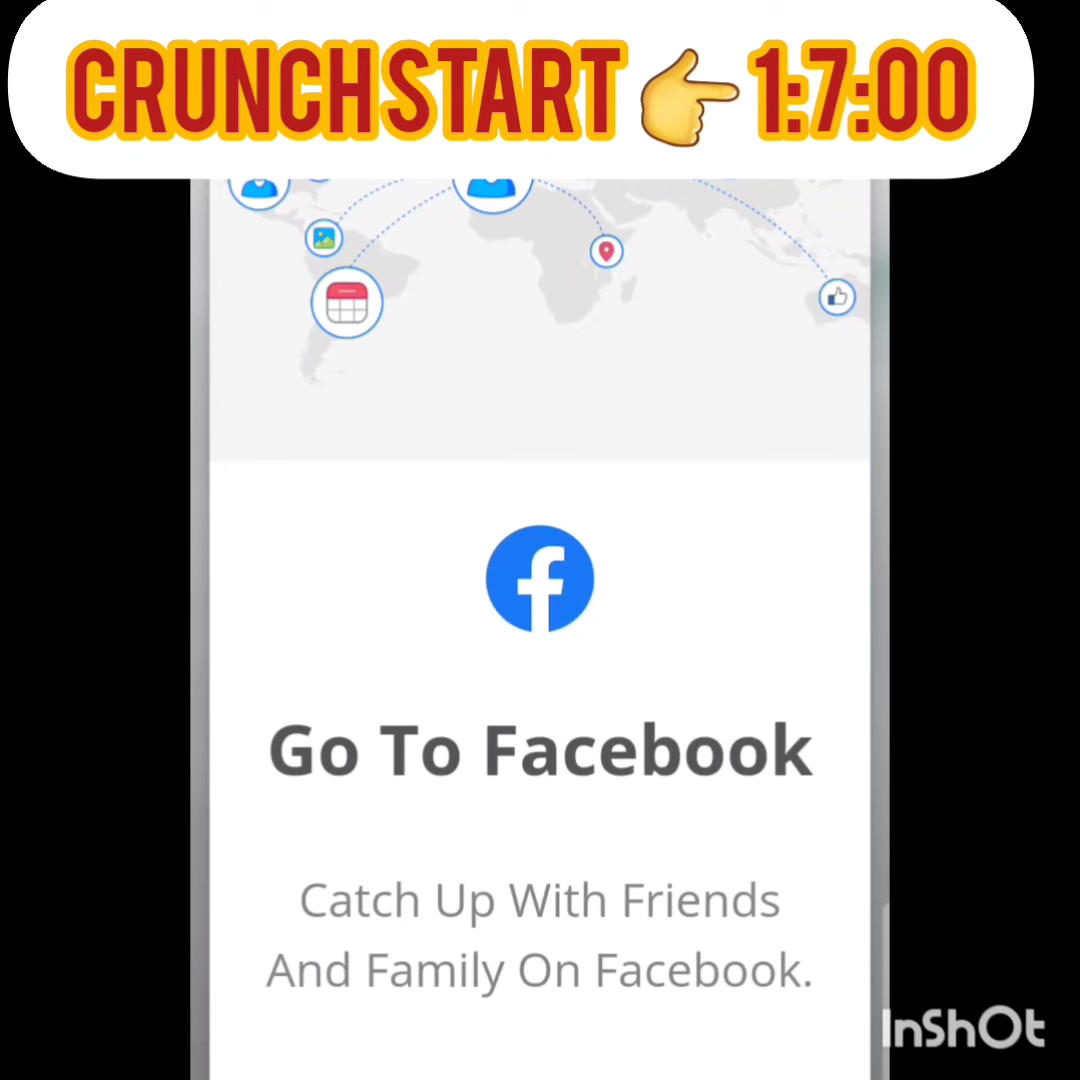 CRUNCHSTART 👉 1:7:00
Go To Facebook
Catch Up With Friends
And Family On Facebook.
InShOt